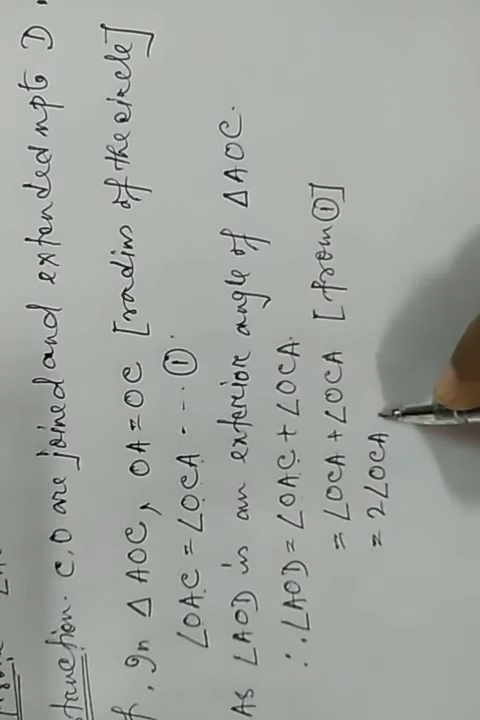 struction. C, O are joined and extended upto D.
f. In △AOC, OA = OC [radius of the circle]
∠OAC = ∠OCA - - - ①.
As ∠AOD is an exterior angle of △AOC.
∴ ∠AOD = ∠OAC + ∠OCA.
= ∠OCA + ∠OCA [from ①]
= 2∠OCA